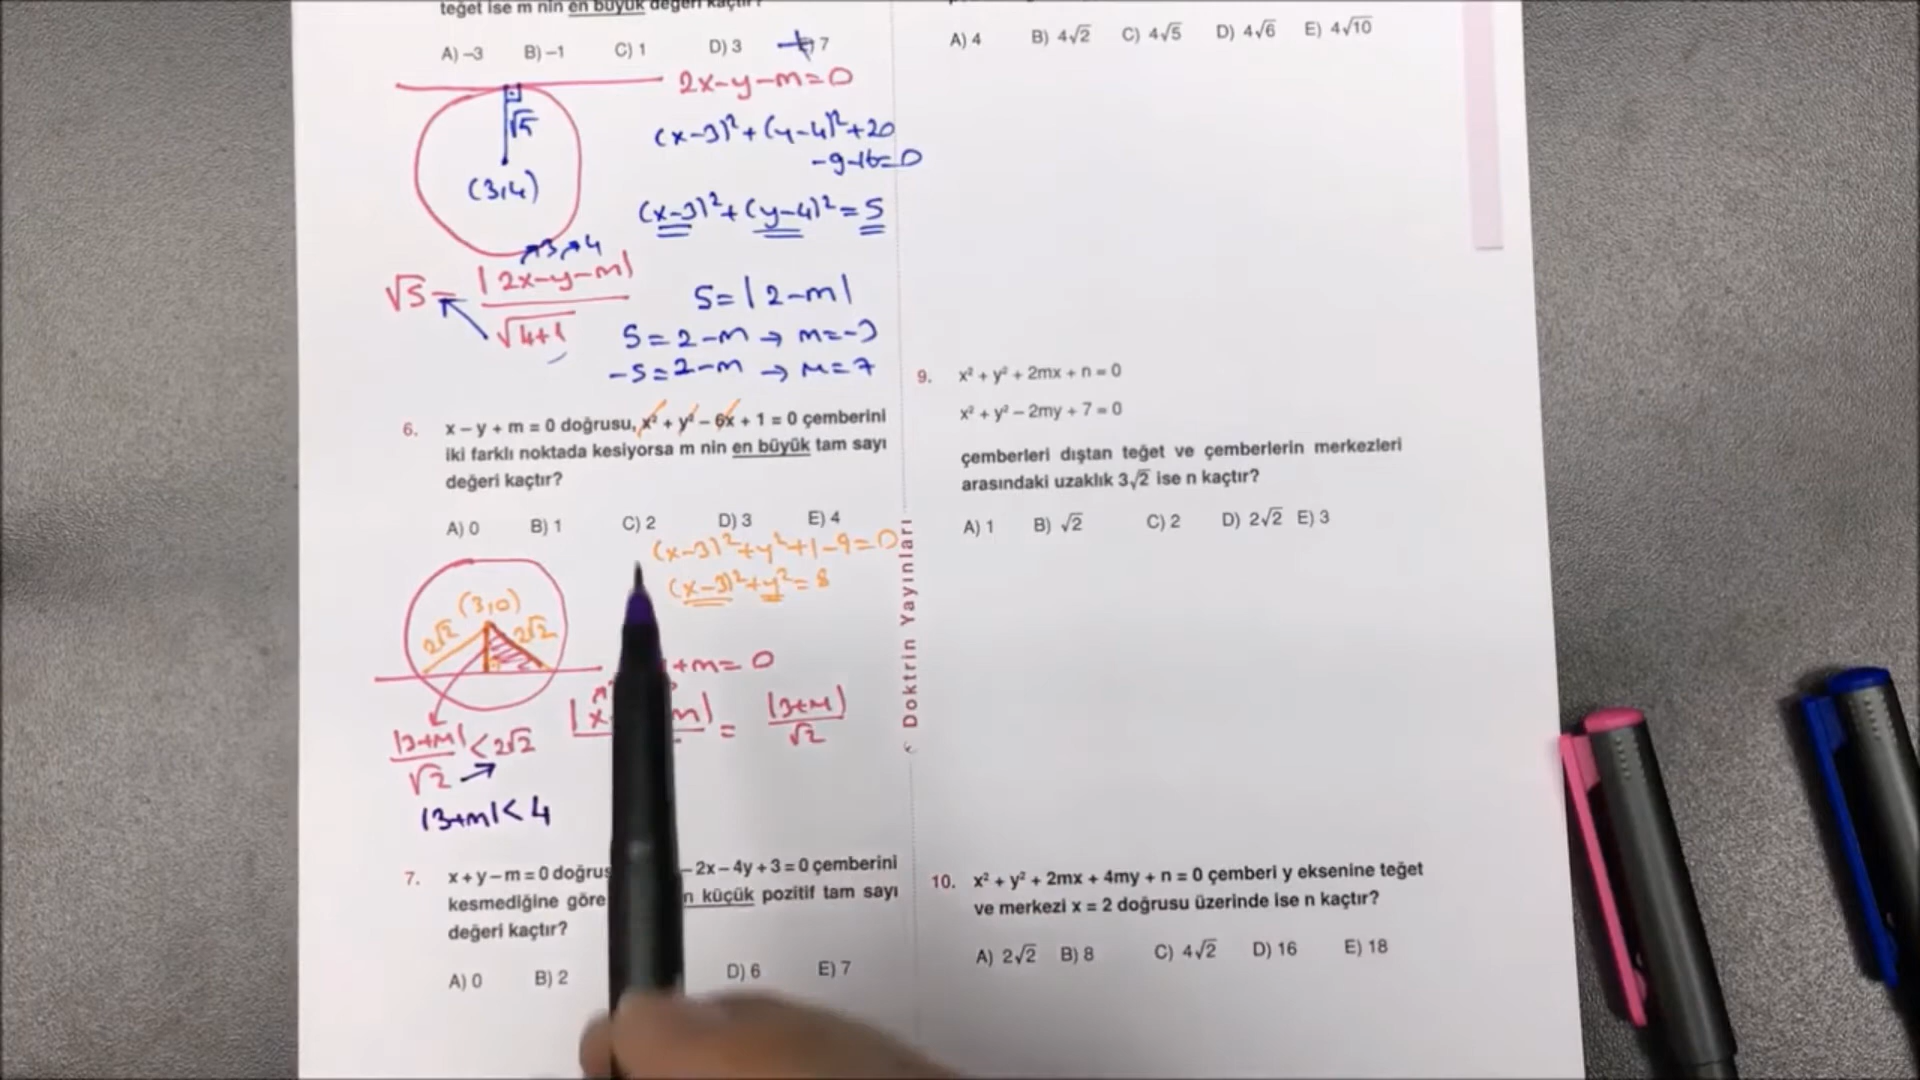 teğet ise m nin en büyük değeri kaçtır?
A) –3 B) –1 C) 1 D) 3 7
2x-y-m=0
√5
(3,4)
(x-3)²+(y-4)²+20
-9-16=0
(x-3)²+(y-4)²=5
3 4
√5=|2x-y-m|
√4+1
5=|2-m|
5=2-m → m=-3
-5=2-m → m=7
6. x – y + m = 0 doğrusu, x² + y² – 6x + 1 = 0 çemberini
iki farklı noktada kesiyorsa m nin en büyük tam sayı
değeri kaçtır?
A) 0 B) 1 C) 2 D) 3 E) 4
(x-3)²+y²+1-9=0
(x-3)²+y²=8
(3,0)
2√2 2√2
+m=0
|x m| = |3+m|
√2
|3+m| < 2√2
√2
|3+m|<4
7. x + y – m = 0 – 2x – 4y + 3 = 0 çemberini
kesmediğine göre küçük pozitif tam sayı
değeri kaçtır?
A) 0 B) 2 D) 6 E) 7
Doktrin Yayınları
A) 4 B) 4√2 C) 4√5 D) 4√6 E) 4√10
9. x² + y² + 2mx + n = 0
x² + y² – 2my + 7 = 0
çemberleri dıştan teğet ve çemberlerin merkezleri
arasındaki uzaklık 3√2 ise n kaçtır?
A) 1 B) √2 C) 2 D) 2√2 E) 3
10. x² + y² + 2mx + 4my + n = 0 çemberi y eksenine teğet
ve merkezi x = 2 doğrusu üzerinde ise n kaçtır?
A) 2√2 B) 8 C) 4√2 D) 16 E) 18